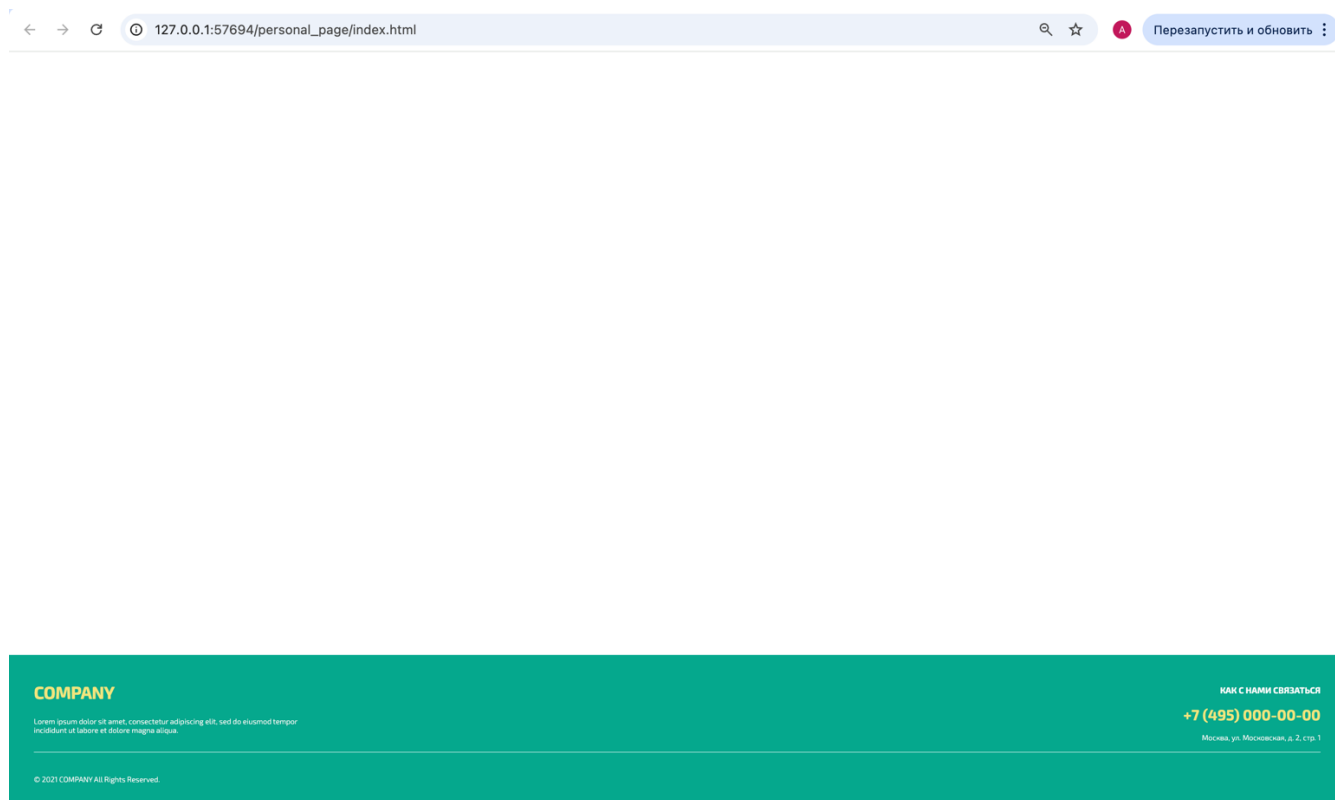 127.0.0.1:57694/personal_page/index.html
A
Перезапустить и обновить
COMPANY
Lorem ipsum dolor sit amet, consectetur adipiscing elit, sed do eiusmod tempor
incididunt ut labore et dolore magna aliqua.
КАК С НАМИ СВЯЗАТЬСЯ
+7 (495) 000-00-00
Москва, ул. Московская, д. 2, стр. 1
© 2021 COMPANY All Rights Reserved.